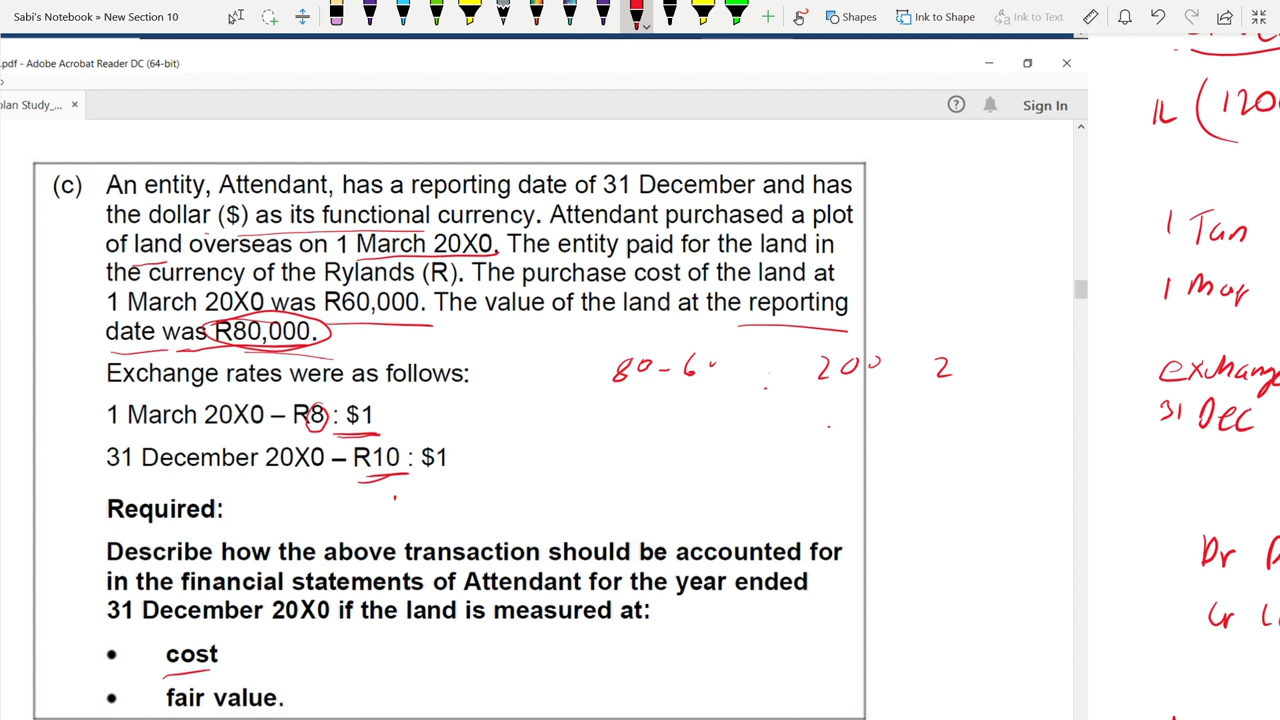 Sabi's Notebook » New Section 10
Shapes
Ink to Shape
Ink to Text
.pdf - Adobe Acrobat Reader DC (64-bit)
plan Study_...
Sign In
(c) An entity, Attendant, has a reporting date of 31 December and has
the dollar ($) as its functional currency. Attendant purchased a plot
of land overseas on 1 March 20X0. The entity paid for the land in
the currency of the Rylands (R). The purchase cost of the land at
1 March 20X0 was R60,000. The value of the land at the reporting
date was R80,000.
Exchange rates were as follows:
1 March 20X0 – R8 : $1
31 December 20X0 – R10 : $1
Required:
Describe how the above transaction should be accounted for
in the financial statements of Attendant for the year ended
31 December 20X0 if the land is measured at:
• cost
• fair value.
80 - 60
200 2
(120
1 Jan
1 Mar
exchange
31 Dec
Dr
Cr